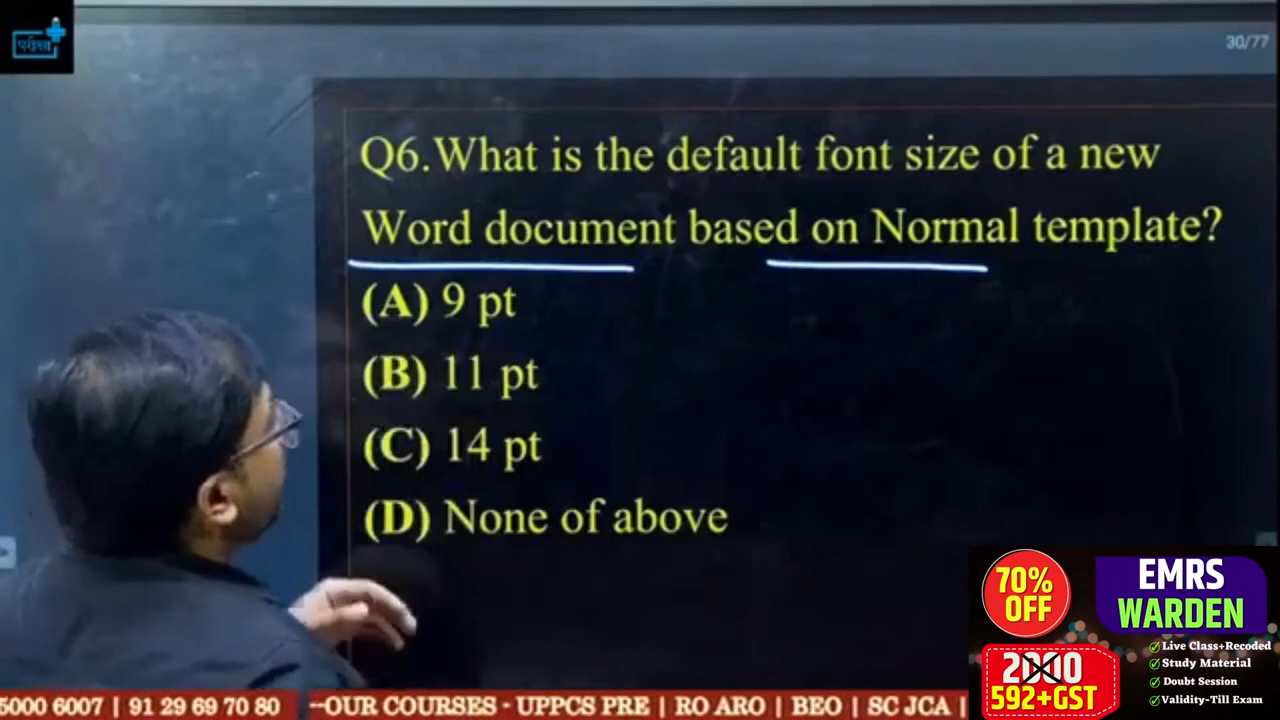 परीक्षा
30/77
Q6.What is the default font size of a new
Word document based on Normal template?
(A) 9 pt
(B) 11 pt
(C) 14 pt
(D) None of above
70%
OFF
EMRS
WARDEN
2000
592+GST
Live Class+Recoded
Study Material
Doubt Session
Validity-Till Exam
5000 6007 | 91 29 69 70 80 --OUR COURSES - UPPCS PRE | RO ARO | BEO | SC JCA |